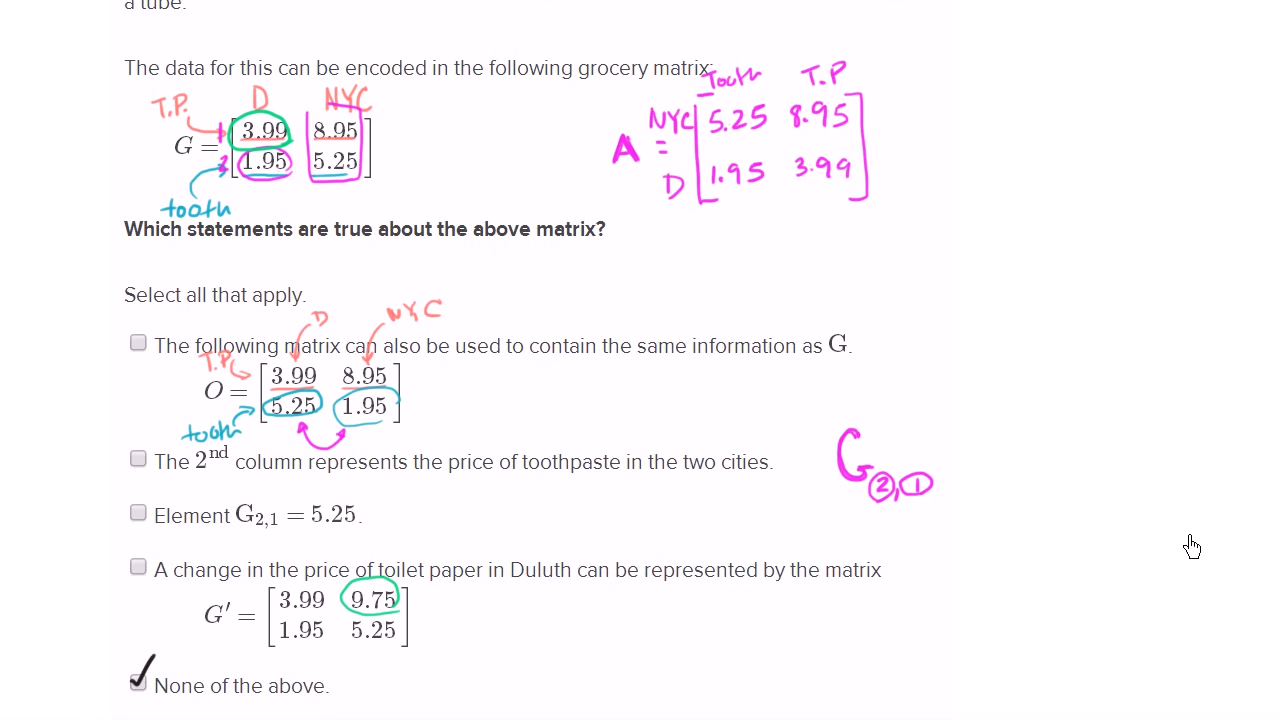 a tube.
The data for this can be encoded in the following grocery matrix:
Tooth T.P
T.P. D NYC
NYC 5.25 8.95
3.99 8.95
1
G =
A =
2
1.95 5.25
D 1.95 3.99
tooth
Which statements are true about the above matrix?
Select all that apply.
D NYC
The following matrix can also be used to contain the same information as G.
T.P.
3.99 8.95
O =
5.25 1.95
tooth
The 2nd column represents the price of toothpaste in the two cities.
G2,1
Element G2,1 = 5.25.
A change in the price of toilet paper in Duluth can be represented by the matrix
3.99 9.75
G′ =
1.95 5.25
None of the above.